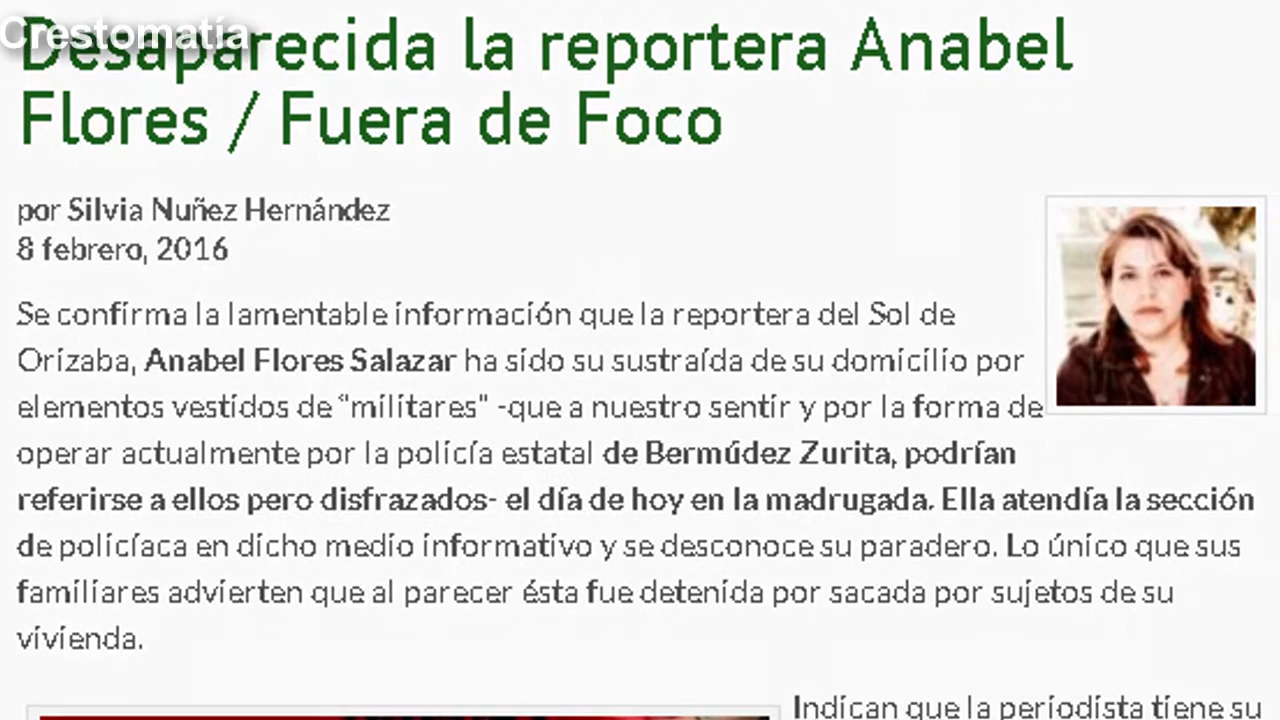 Crestomatía
Desaparecida la reportera Anabel
Flores / Fuera de Foco
por Silvia Nuñez Hernández
8 febrero, 2016
Se confirma la lamentable información que la reportera del Sol de
Orizaba, Anabel Flores Salazar ha sido su sustraída de su domicilio por
elementos vestidos de “militares” -que a nuestro sentir y por la forma de
operar actualmente por la policía estatal de Bermúdez Zurita, podrían
referirse a ellos pero disfrazados- el día de hoy en la madrugada. Ella atendía la sección
de policíaca en dicho medio informativo y se desconoce su paradero. Lo único que sus
familiares advierten que al parecer ésta fue detenida por sacada por sujetos de su
vivienda.
Indican que la periodista tiene su